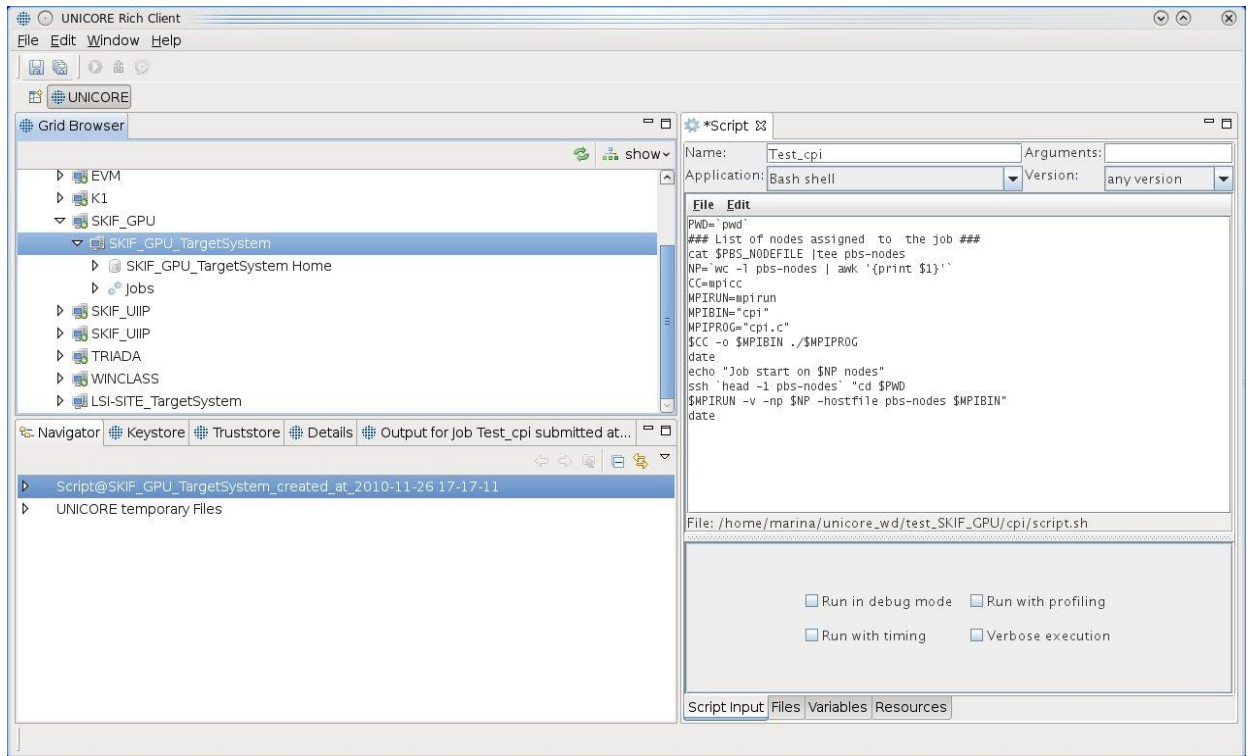 UNICORE Rich Client
File Edit Window Help
UNICORE
Grid Browser
show
EVM
K1
SKIF_GPU
SKIF_GPU_TargetSystem
SKIF_GPU_TargetSystem Home
Jobs
SKIF_UIIP
SKIF_UIIP
TRIADA
WINCLASS
LSI-SITE_TargetSystem
Navigator Keystore Truststore Details Output for Job Test_cpi submitted at...
Script@SKIF_GPU_TargetSystem_created_at_2010-11-26 17-17-11
UNICORE temporary Files
*Script
Name: Test_cpi Arguments:
Application: Bash shell Version: any version
File Edit
PWD=`pwd`
### List of nodes assigned to the job ###
cat $PBS_NODEFILE |tee pbs-nodes
NP=`wc -l pbs-nodes | awk '{print $1}'`
CC=mpicc
MPIRUN=mpirun
MPIBIN="cpi"
MPIPROG="cpi.c"
$CC -o $MPIBIN ./$MPIPROG
date
echo "Job start on $NP nodes"
ssh `head -1 pbs-nodes` "cd $PWD
$MPIRUN -v -np $NP -hostfile pbs-nodes $MPIBIN"
date
File: /home/marina/unicore_wd/test_SKIF_GPU/cpi/script.sh
Run in debug mode Run with profiling
Run with timing Verbose execution
Script Input Files Variables Resources